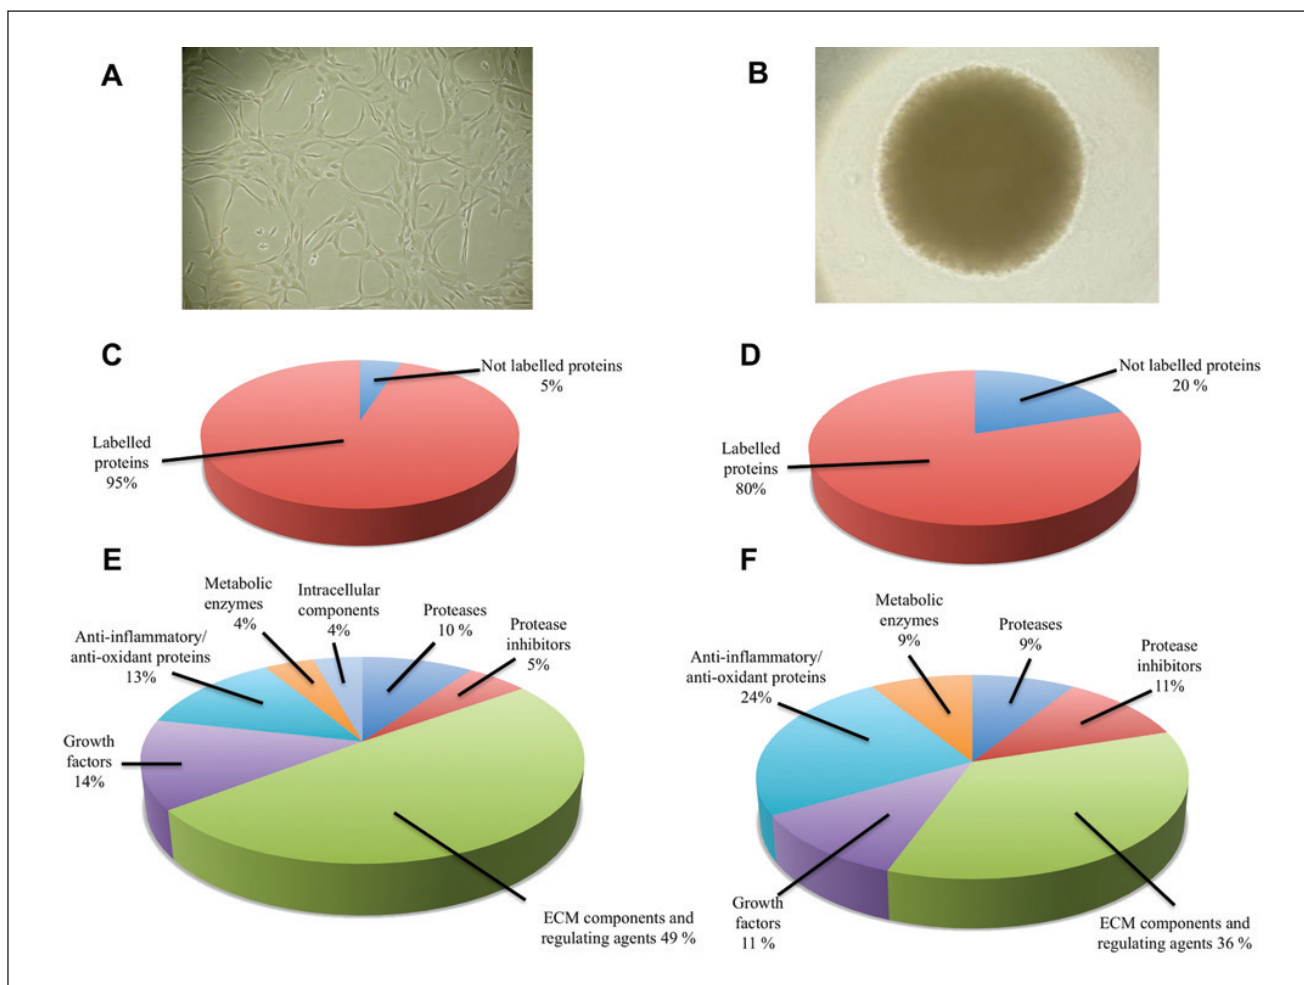 A
B
C
Not labelled proteins
5%
Labelled
proteins
95%
D
Not labelled proteins
20 %
Labelled
proteins
80%
E
Metabolic
enzymes
4%
Intracellular
components
4%
Proteases
10 %
Protease
inhibitors
5%
Anti-inflammatory/
anti-oxidant proteins
13%
Growth
factors
14%
ECM components and
regulating agents 49 %
F
Metabolic
enzymes
9%
Proteases
9%
Protease
inhibitors
11%
Anti-inflammatory/
anti-oxidant proteins
24%
Growth
factors
11 %
ECM components and
regulating agents 36 %